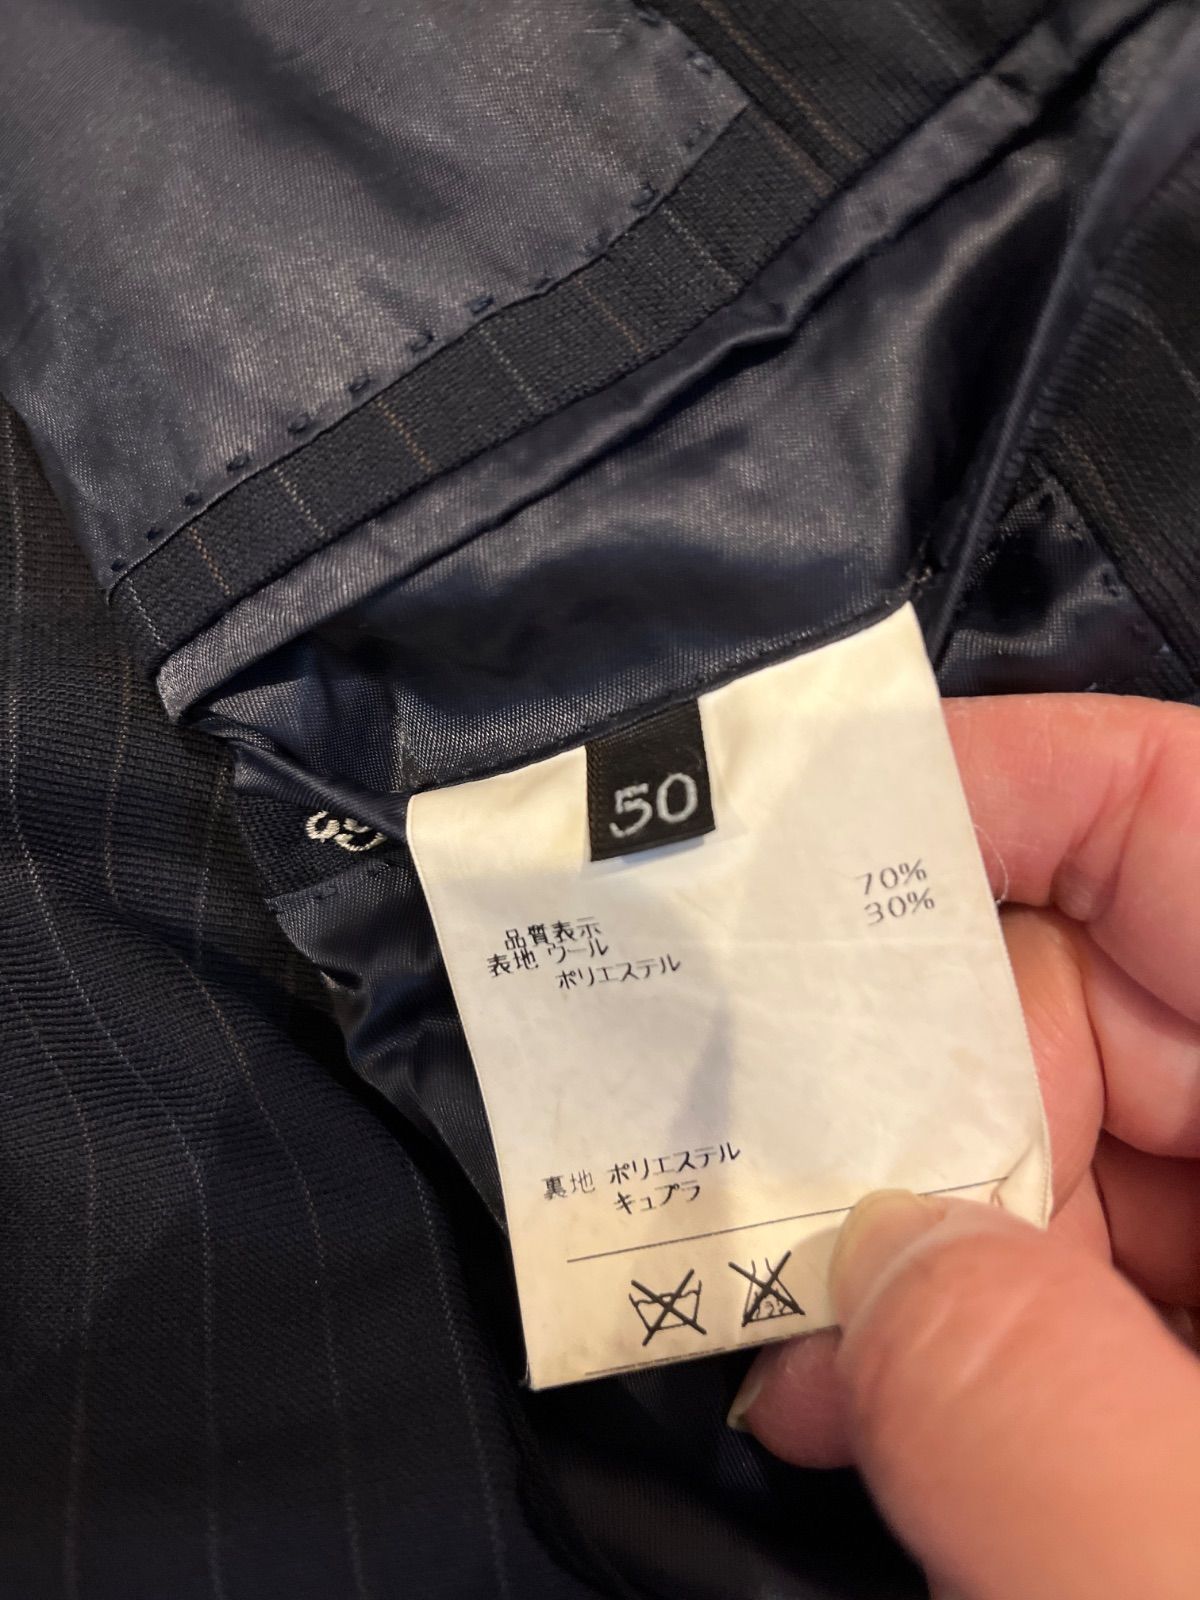 50
品質表示
表地 ウール 70%
ポリエステル 30%
裏地 ポリエステル
キュプラ